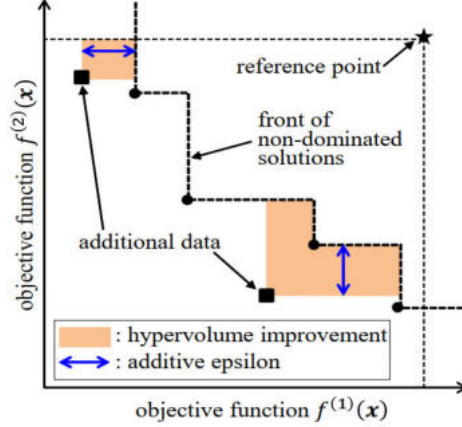 reference point
objective function f^(2)(x)
front of
non-dominated
solutions
additional data
: hypervolume improvement
: additive epsilon
objective function f^(1)(x)